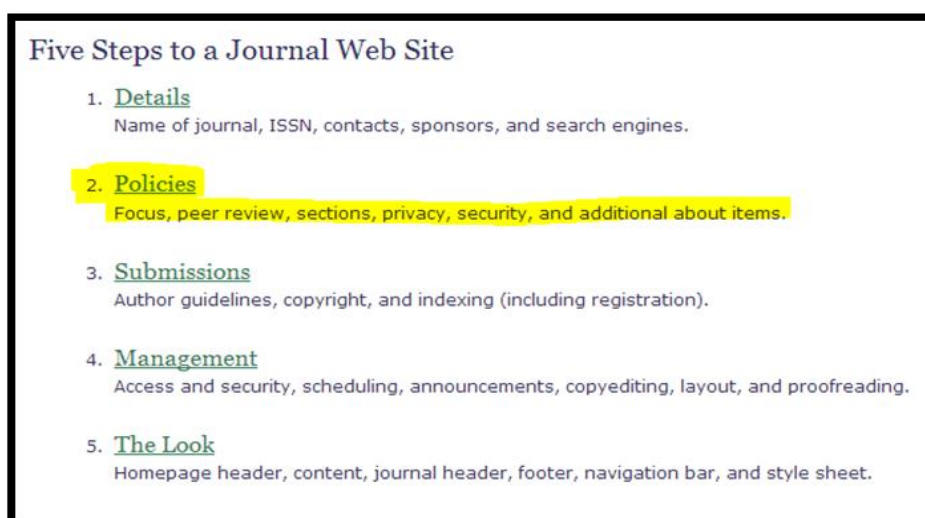 Five Steps to a Journal Web Site
1. Details
Name of journal, ISSN, contacts, sponsors, and search engines.
2. Policies
Focus, peer review, sections, privacy, security, and additional about items.
3. Submissions
Author guidelines, copyright, and indexing (including registration).
4. Management
Access and security, scheduling, announcements, copyediting, layout, and proofreading.
5. The Look
Homepage header, content, journal header, footer, navigation bar, and style sheet.